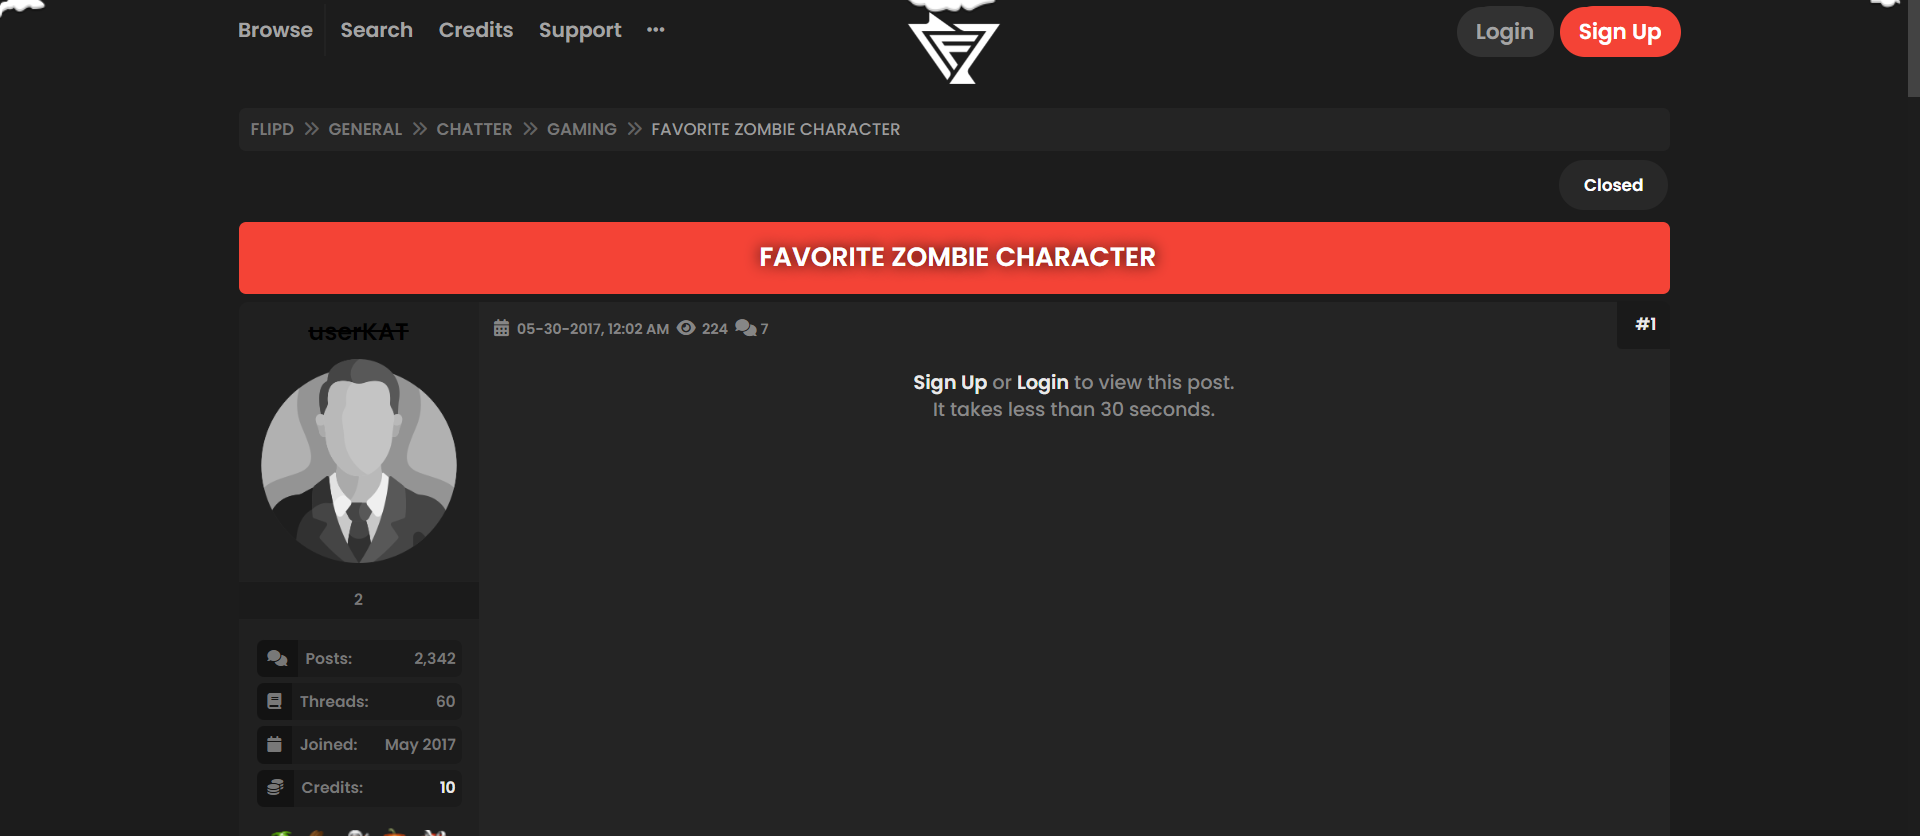 Browse Search Credits Support
Login Sign Up
FLIPD GENERAL CHATTER GAMING FAVORITE ZOMBIE CHARACTER
Closed
FAVORITE ZOMBIE CHARACTER
userKAT
05-30-2017, 12:02 AM 224 7
#1
Sign Up or Login to view this post.
It takes less than 30 seconds.
2
Posts: 2,342
Threads: 60
Joined: May 2017
Credits: 10